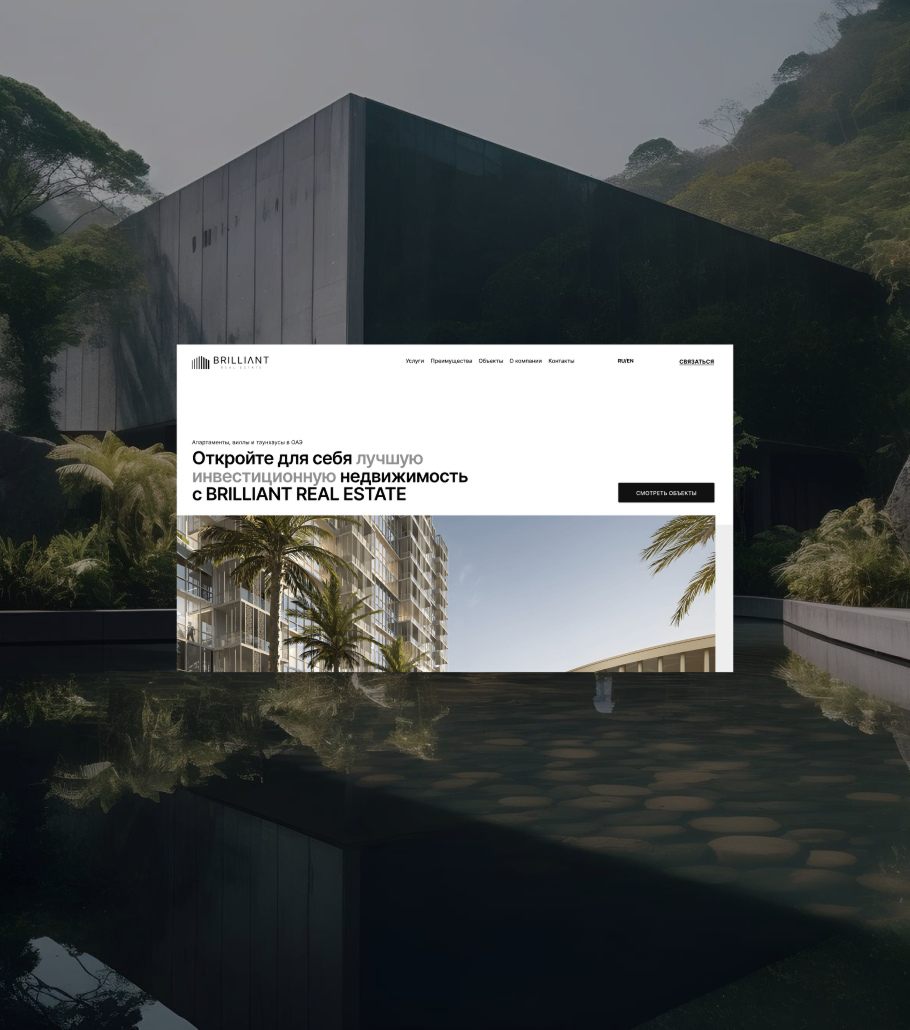 BRILLIANT
REAL ESTATE
Услуги Преимущества Объекты О компании Контакты
RU/EN
СВЯЗАТЬСЯ
Апартаменты, виллы и таунхаусы в ОАЭ
Откройте для себя лучшую
инвестиционную недвижимость
с BRILLIANT REAL ESTATE
СМОТРЕТЬ ОБЪЕКТЫ